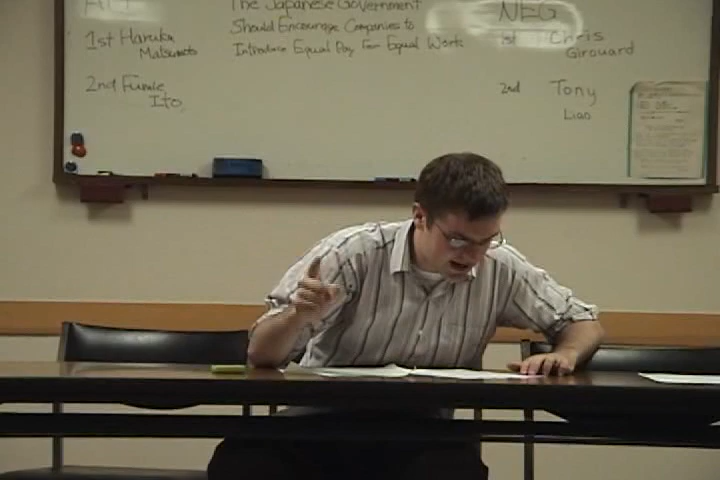 AFF
1st Haruka
Matsumoto
2nd Fumie
Ito
The Japanese Government
Should Encourage Companies to
Introduce Equal Pay For Equal Work
NEG
1st Chris
Girouard
2nd Tony
Liao